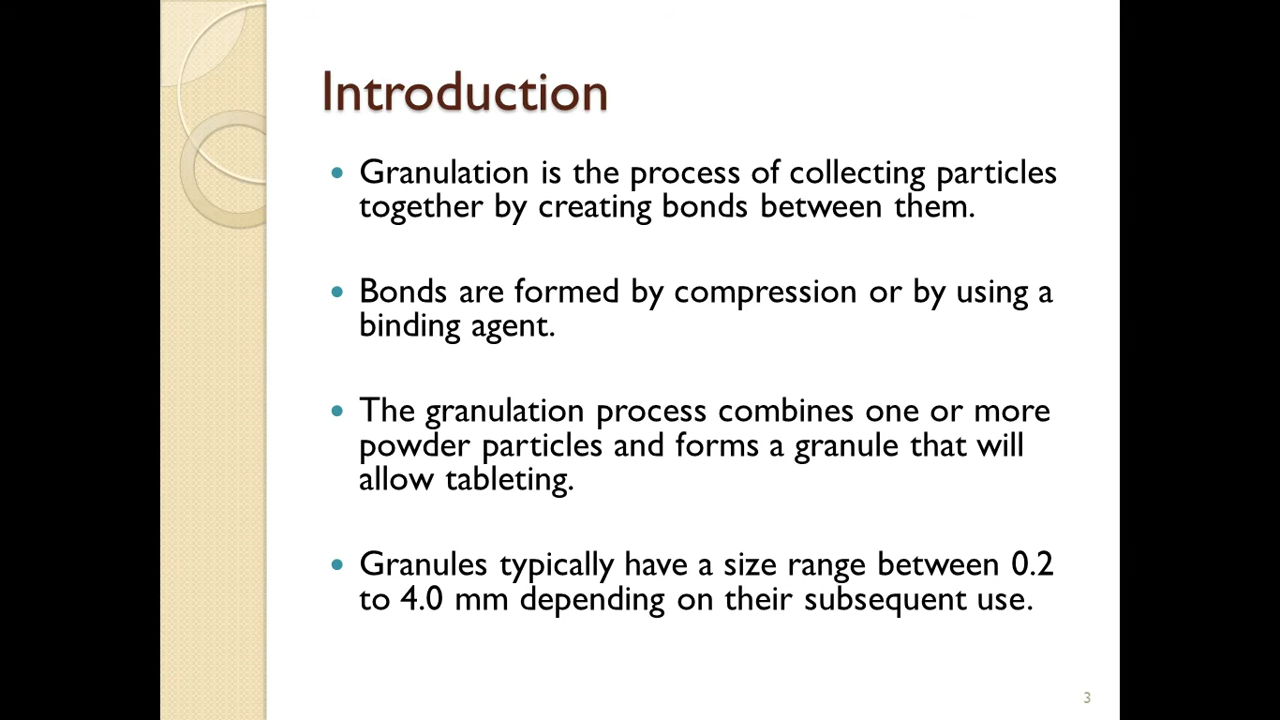 Introduction
• Granulation is the process of collecting particles
together by creating bonds between them.
• Bonds are formed by compression or by using a
binding agent.
• The granulation process combines one or more
powder particles and forms a granule that will
allow tableting.
• Granules typically have a size range between 0.2
to 4.0 mm depending on their subsequent use.
3